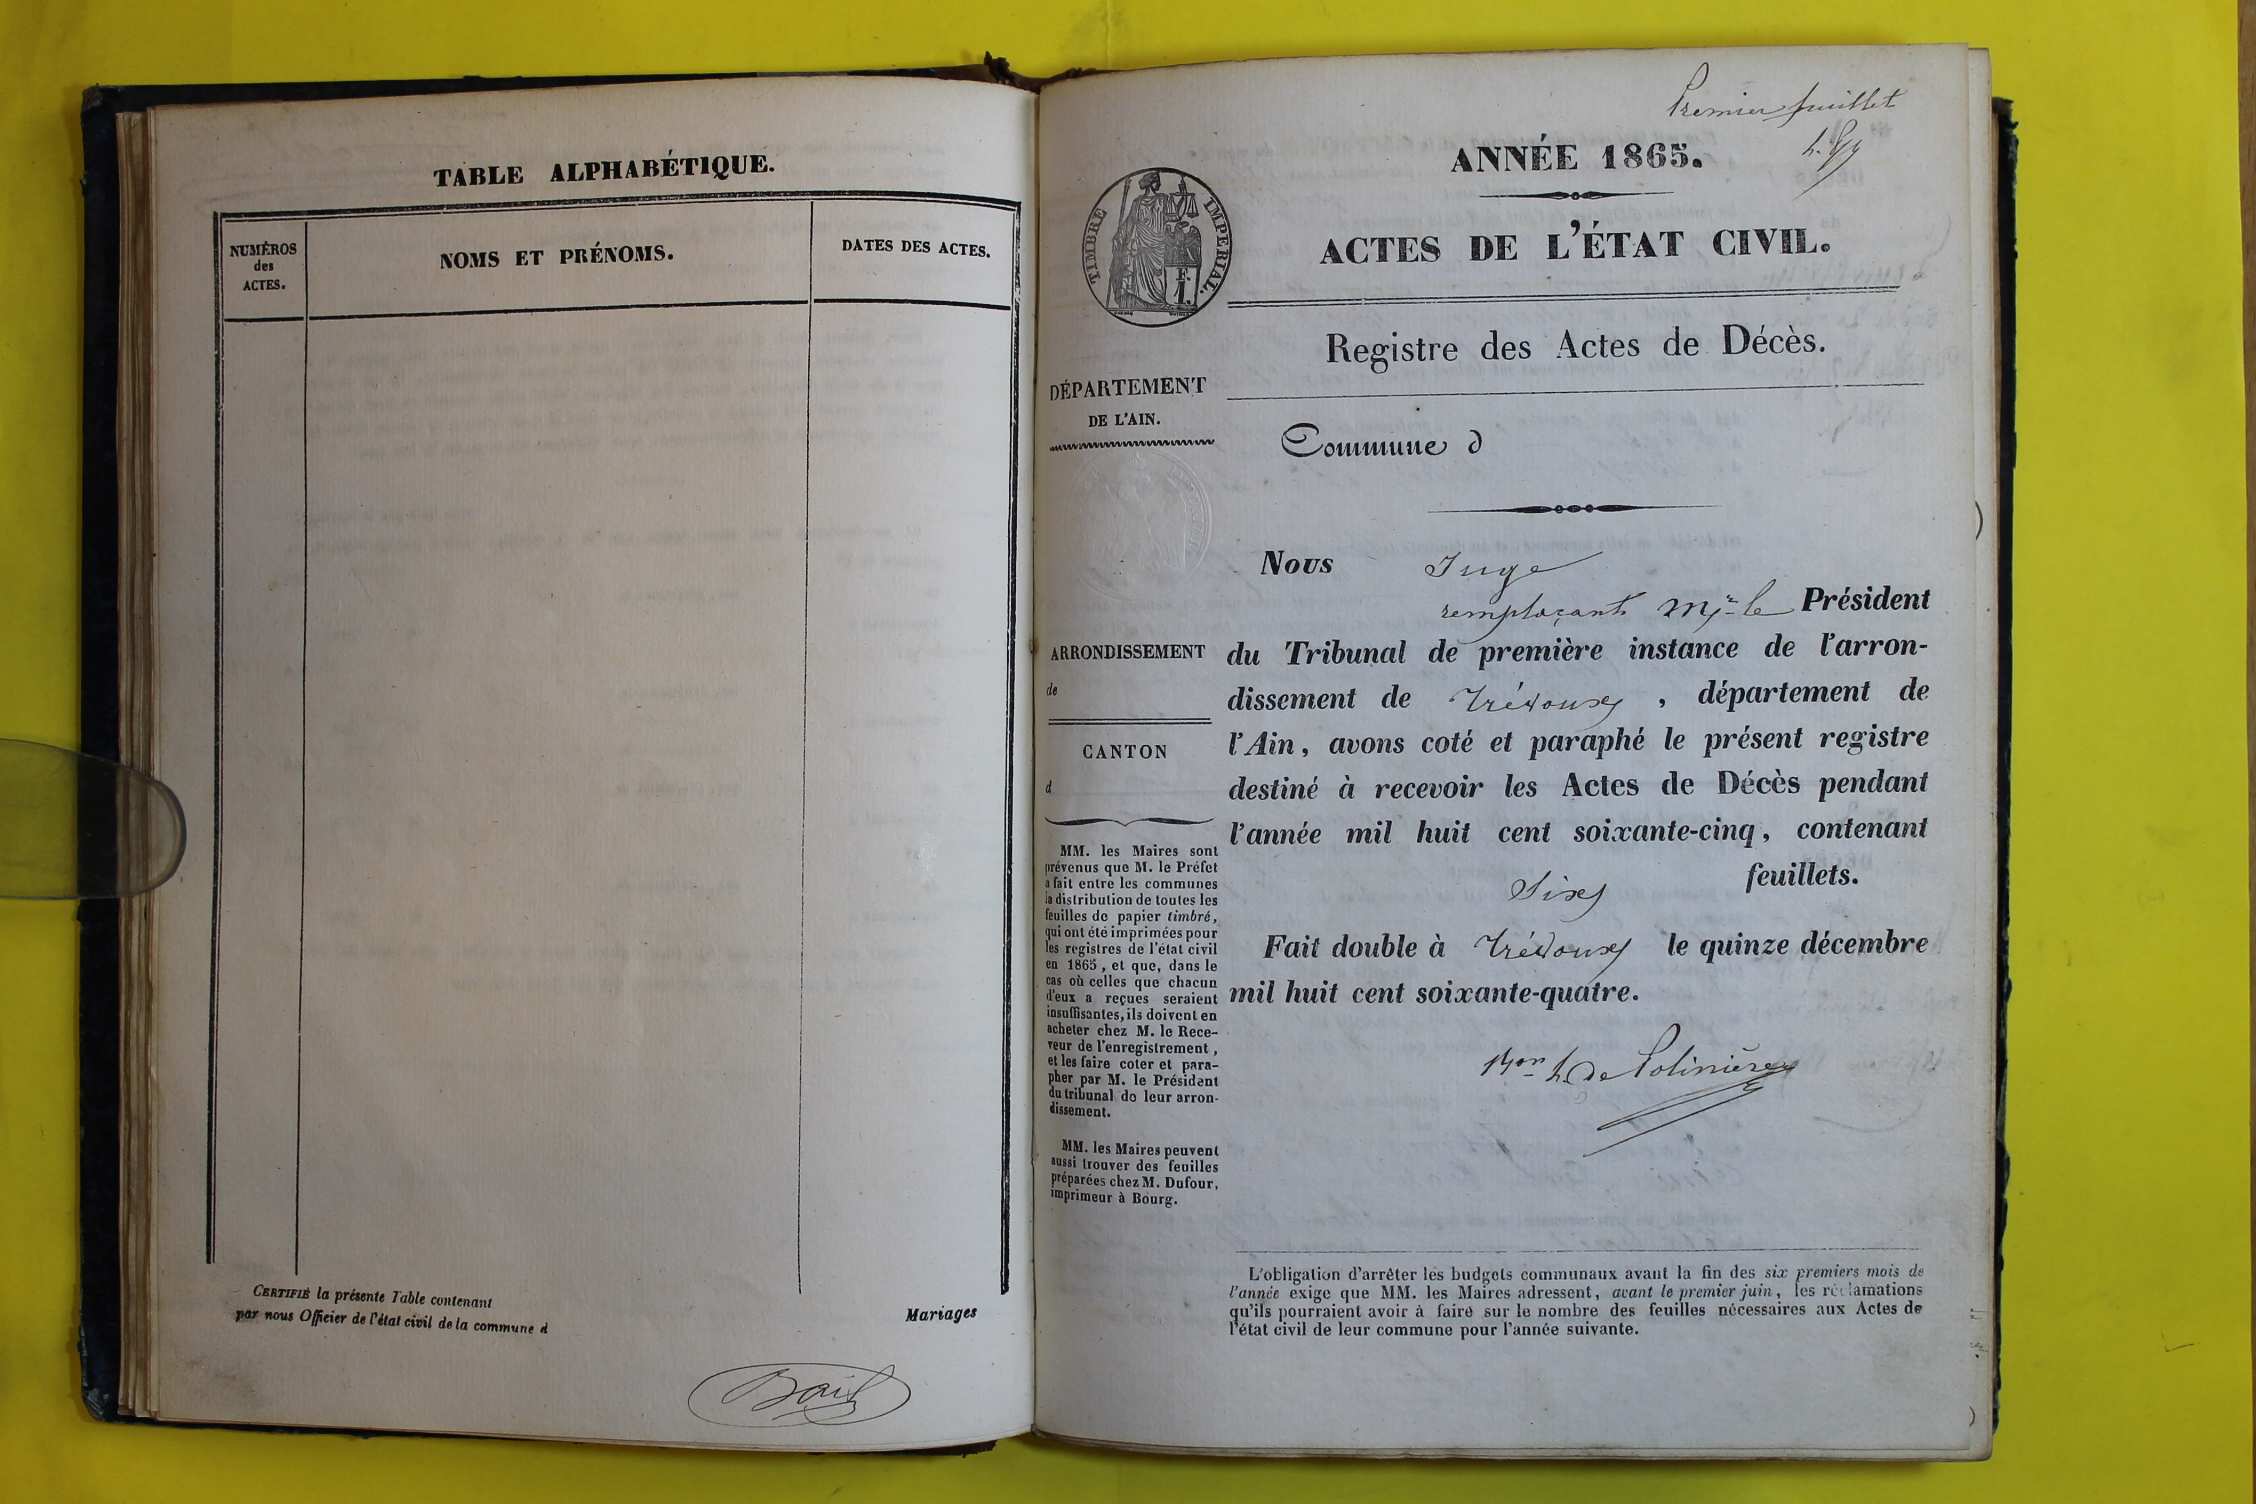 TABLE ALPHABÉTIQUE.
NUMÉROS
des
ACTES.
NOMS ET PRÉNOMS.
DATES DES ACTES.
CERTIFIÉ la présente Table contenant
par nous Officier de l'état civil de la commune d
Mariages
Premier feuillet
ANNÉE 1865.
TIMBRE IMPERIAL.
ACTES DE L'ÉTAT CIVIL.
Registre des Actes de Décès.
DÉPARTEMENT
DE L'AIN.
Commune d
ARRONDISSEMENT
de
CANTON
d
MM. les Maires sont
prévenus que M. le Préfet
a fait entre les communes
la distribution de toutes les
feuilles de papier timbré,
qui ont été imprimées pour
les registres de l'état civil
en 1865, et que, dans le
cas où celles que chacun
d'eux a reçues seraient
insuffisantes, ils doivent en
acheter chez M. le Rece-
veur de l'enregistrement,
et les faire coter et para-
pher par M. le Président
du tribunal de leur arron-
dissement.
MM. les Maires peuvent
aussi trouver des feuilles
préparées chez M. Dufour,
imprimeur à Bourg.
Nous Juge
remplaçant Mr le Président
du Tribunal de première instance de l'arron-
dissement de Trévoux, département de
l'Ain, avons coté et paraphé le présent registre
destiné à recevoir les Actes de Décès pendant
l'année mil huit cent soixante-cinq, contenant
Six feuillets.
Fait double à Trévoux le quinze décembre
mil huit cent soixante-quatre.
L'obligation d'arrêter les budgets communaux avant la fin des six premiers mois de
l'année exige que MM. les Maires adressent, avant le premier juin, les réclamations
qu'ils pourraient avoir à faire sur le nombre des feuilles nécessaires aux Actes de
l'état civil de leur commune pour l'année suivante.